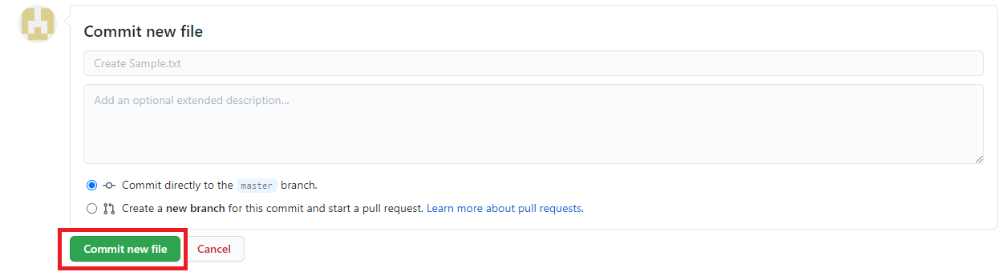 Commit new file
Create Sample.txt
Add an optional extended description...
Commit directly to the master branch.
Create a new branch for this commit and start a pull request. Learn more about pull requests.
Commit new file Cancel